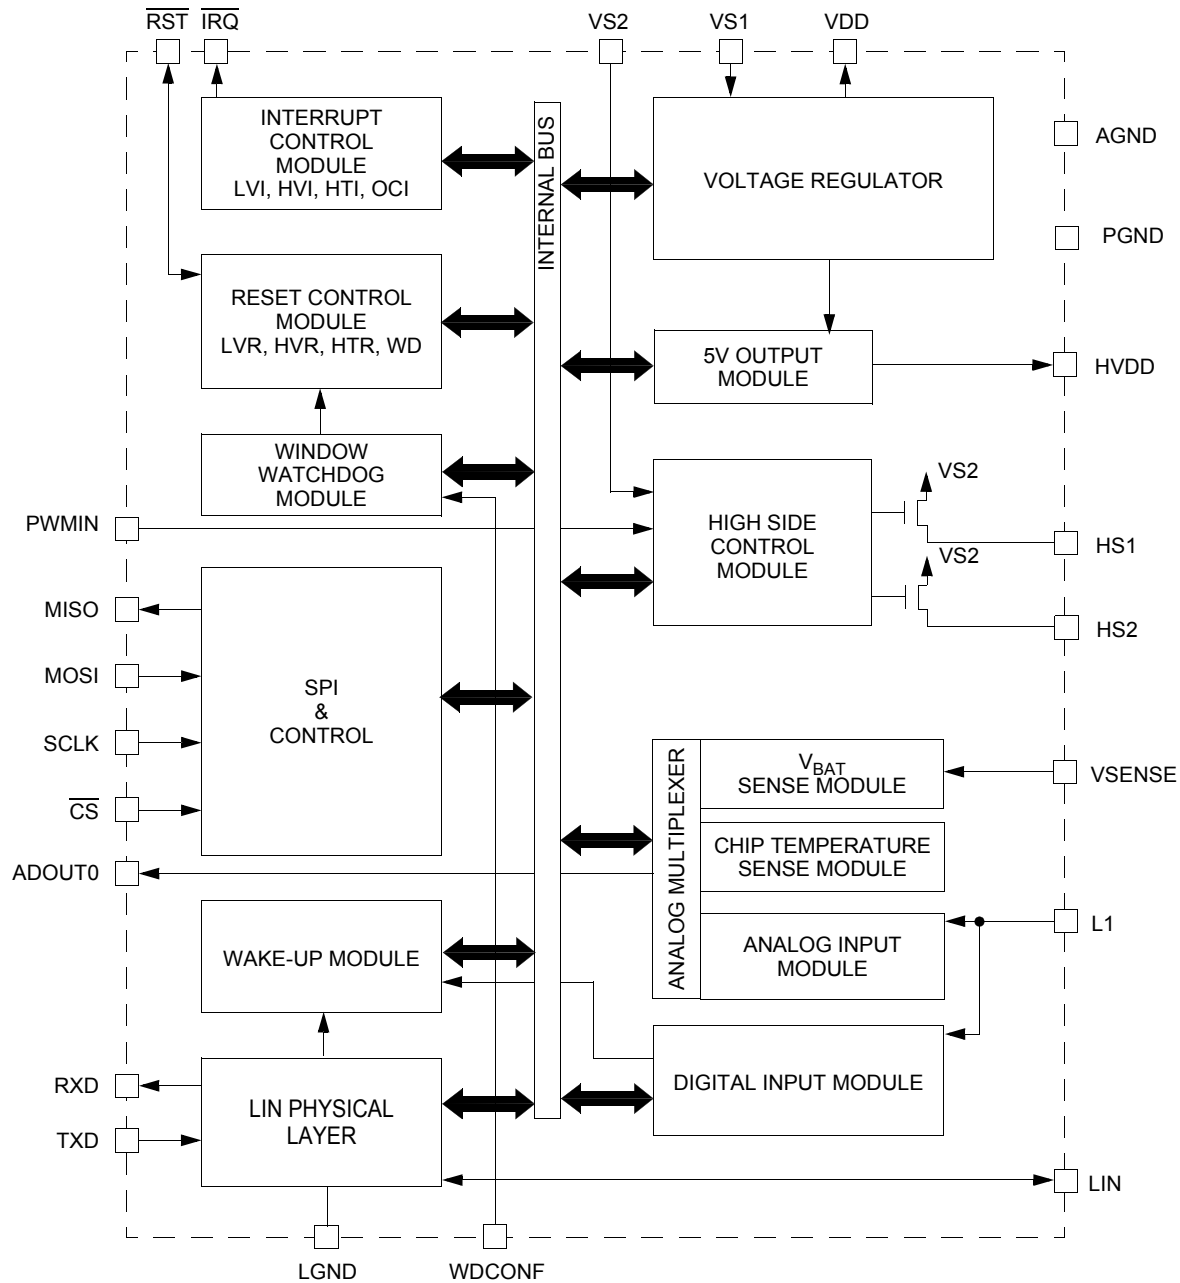 RST IRQ VS2 VS1 VDD
INTERRUPT
CONTROL
MODULE
LVI, HVI, HTI, OCI
INTERNAL BUS
VOLTAGE REGULATOR
AGND
PGND
RESET CONTROL
MODULE
LVR, HVR, HTR, WD
5V OUTPUT
MODULE
HVDD
WINDOW
WATCHDOG
MODULE
PWMIN
HIGH SIDE
CONTROL
MODULE
VS2
HS1
VS2
HS2
MISO
MOSI
SCLK
CS
SPI
&
CONTROL
ADOUT0
ANALOG MULTIPLEXER
VBAT
SENSE MODULE
VSENSE
CHIP TEMPERATURE
SENSE MODULE
ANALOG INPUT
MODULE
L1
WAKE-UP MODULE
DIGITAL INPUT MODULE
RXD
TXD
LIN PHYSICAL
LAYER
LIN
LGND WDCONF